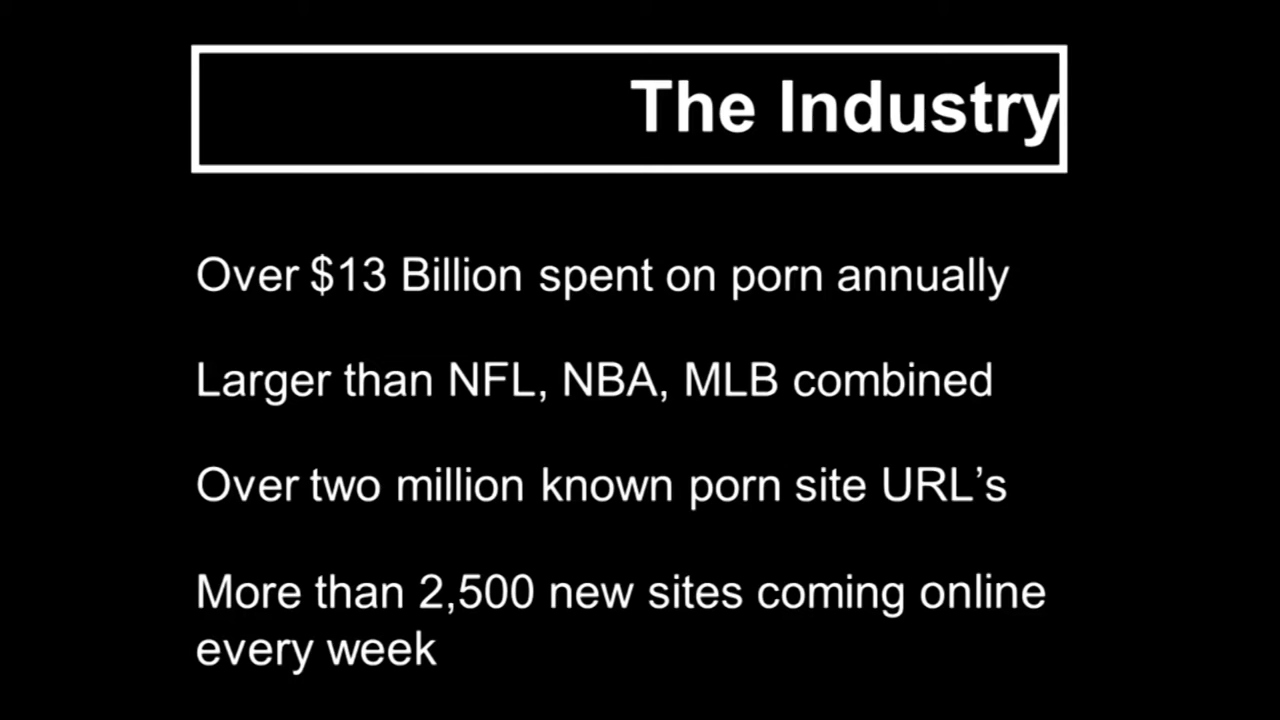 The Industry
Over $13 Billion spent on porn annually
Larger than NFL, NBA, MLB combined
Over two million known porn site URL’s
More than 2,500 new sites coming online
every week